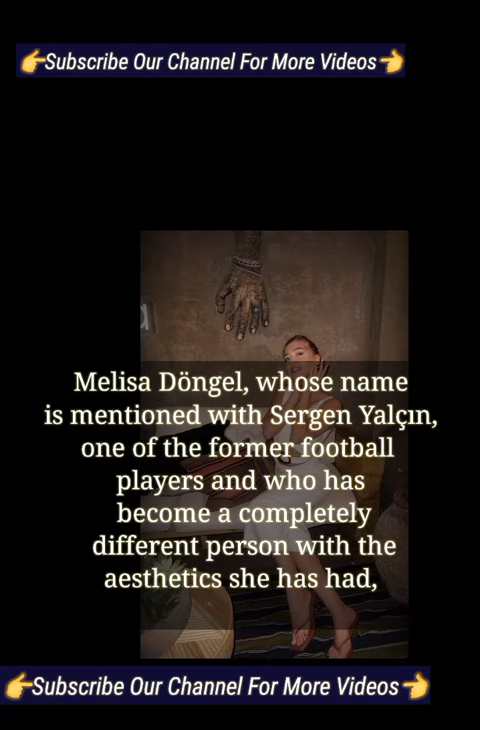 👉Subscribe Our Channel For More Videos👈
a
Melisa Döngel, whose name
is mentioned with Sergen Yalçın,
one of the former football
players and who has
become a completely
different person with the
aesthetics she has had,
👉Subscribe Our Channel For More Videos👈